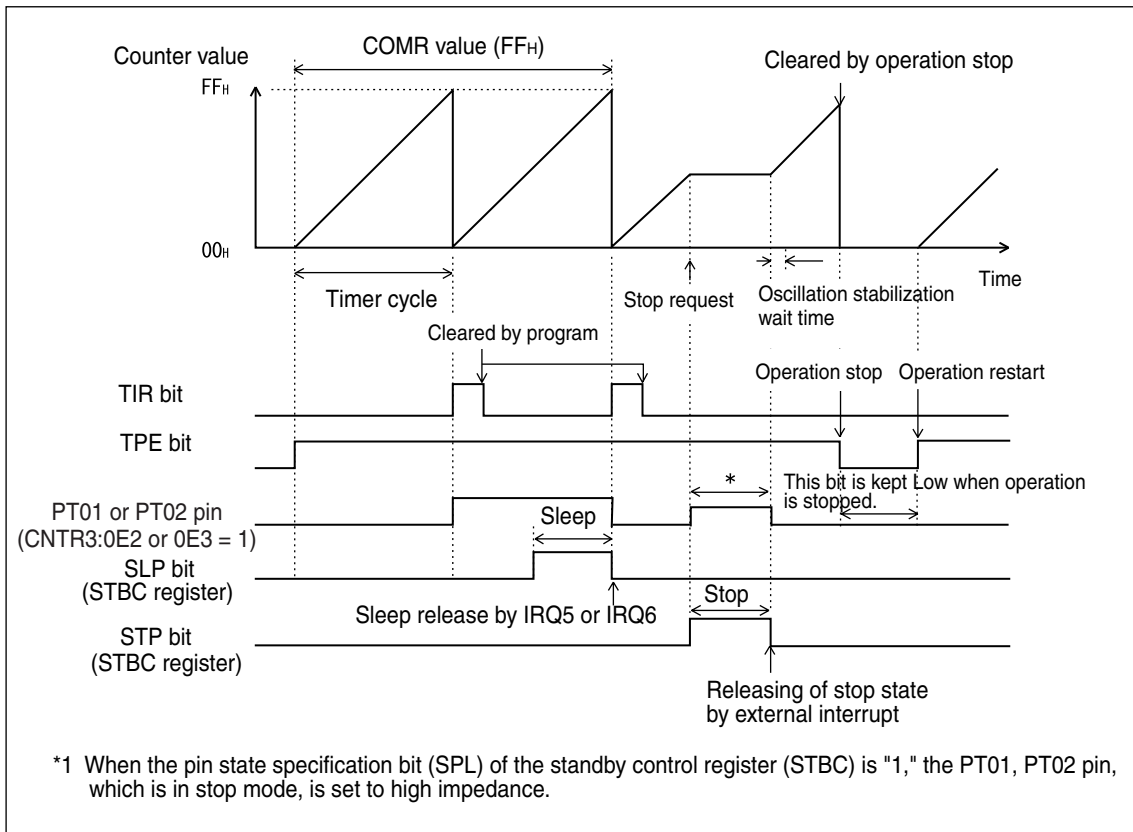 COMR value (FFH)
Counter value
Cleared by operation stop
FFH
00H
Time
Timer cycle
Stop request
Oscillation stabilization
wait time
Cleared by program
Operation stop
Operation restart
TIR bit
TPE bit
*
This bit is kept Low when operation
is stopped.
PT01 or PT02 pin
(CNTR3:0E2 or 0E3 = 1)
Sleep
SLP bit
(STBC register)
Sleep release by IRQ5 or IRQ6
Stop
STP bit
(STBC register)
Releasing of stop state
by external interrupt
*1 When the pin state specification bit (SPL) of the standby control register (STBC) is "1," the PT01, PT02 pin,
which is in stop mode, is set to high impedance.